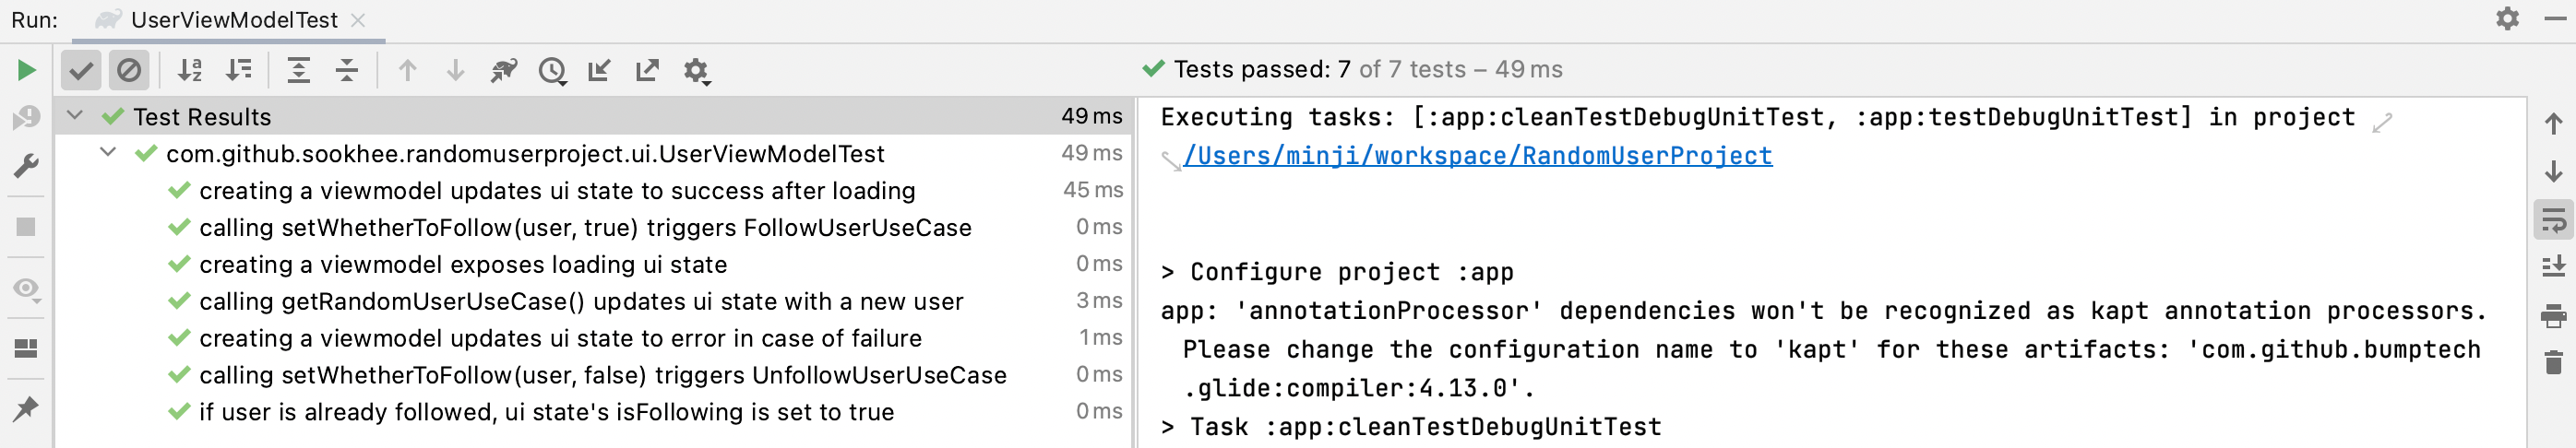 Run: UserViewModelTest
Tests passed: 7 of 7 tests – 49 ms
Test Results 49 ms
com.github.sookhee.randomuserproject.ui.UserViewModelTest 49 ms
creating a viewmodel updates ui state to success after loading 45 ms
calling setWhetherToFollow(user, true) triggers FollowUserUseCase 0 ms
creating a viewmodel exposes loading ui state 0 ms
calling getRandomUserUseCase() updates ui state with a new user 3 ms
creating a viewmodel updates ui state to error in case of failure 1 ms
calling setWhetherToFollow(user, false) triggers UnfollowUserUseCase 0 ms
if user is already followed, ui state's isFollowing is set to true 0 ms
Executing tasks: [:app:cleanTestDebugUnitTest, :app:testDebugUnitTest] in project
/Users/minji/workspace/RandomUserProject
> Configure project :app
app: 'annotationProcessor' dependencies won't be recognized as kapt annotation processors.
Please change the configuration name to 'kapt' for these artifacts: 'com.github.bumptech
.glide:compiler:4.13.0'.
> Task :app:cleanTestDebugUnitTest